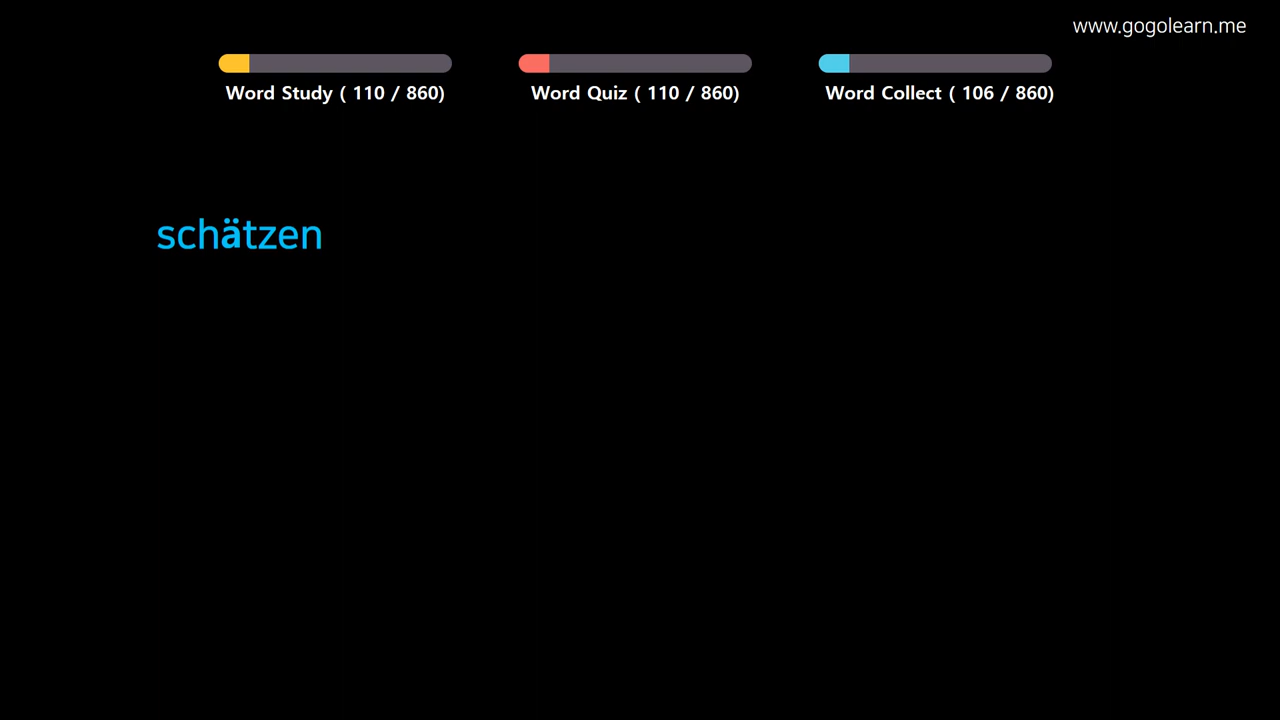 www.gogolearn.me
Word Study ( 110 / 860)
Word Quiz ( 110 / 860)
Word Collect ( 106 / 860)
schätzen